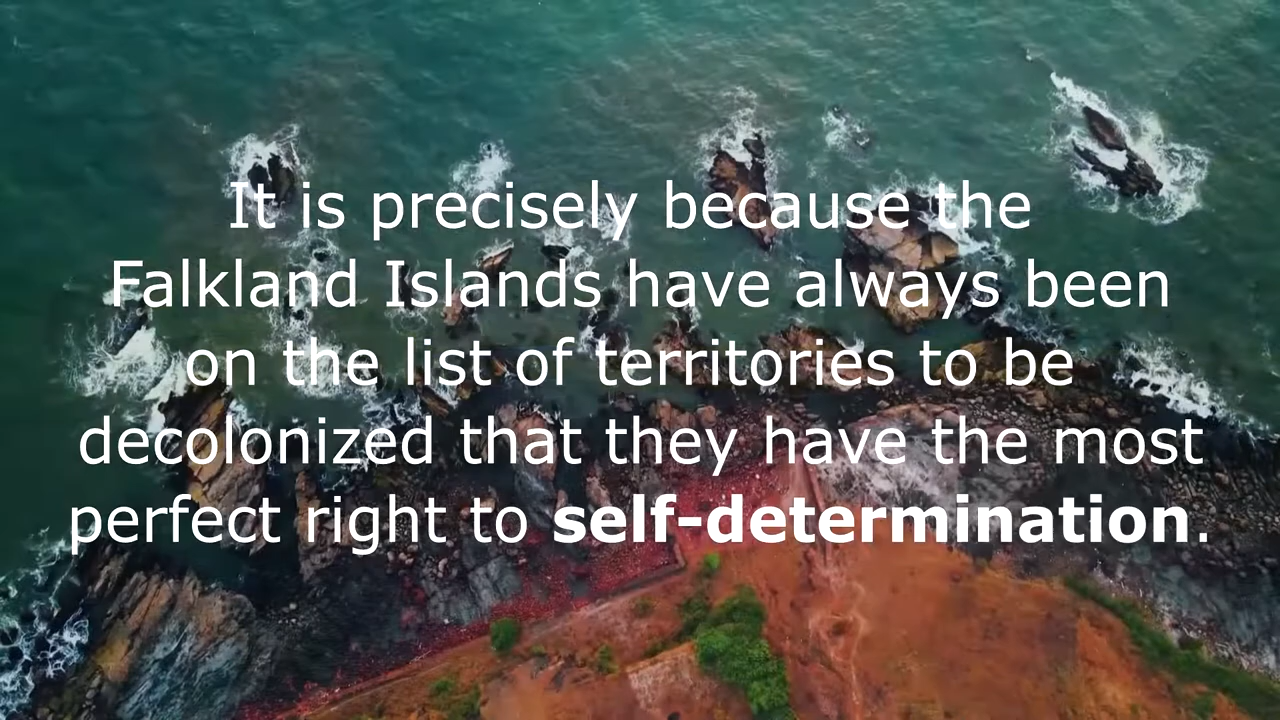 It is precisely because the
Falkland Islands have always been
on the list of territories to be
decolonized that they have the most
perfect right to self-determination.